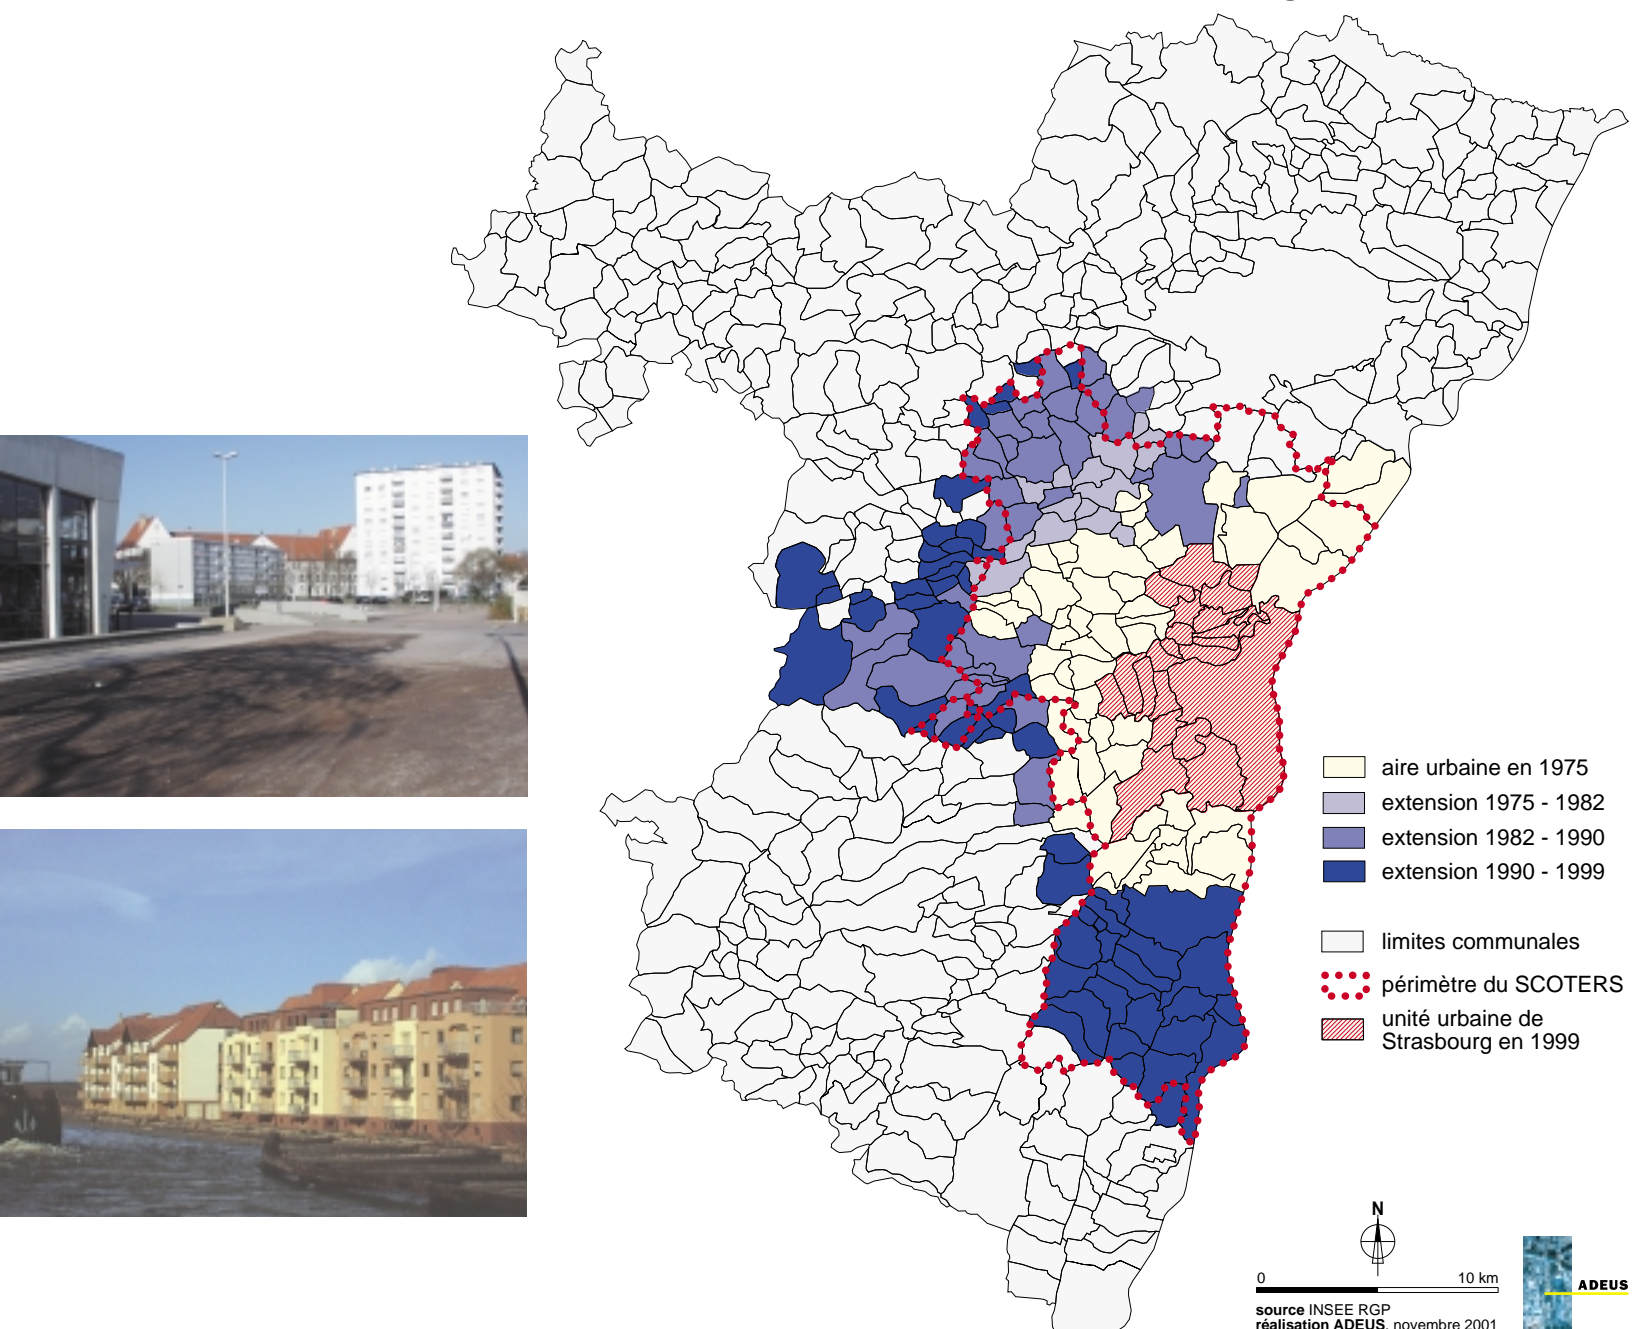 aire urbaine en 1975
extension 1975 - 1982
extension 1982 - 1990
extension 1990 - 1999
limites communales
périmètre du SCOTERS
unité urbaine de
Strasbourg en 1999
N
0 10 km
source INSEE RGP
réalisation ADEUS, novembre 2001
ADEUS